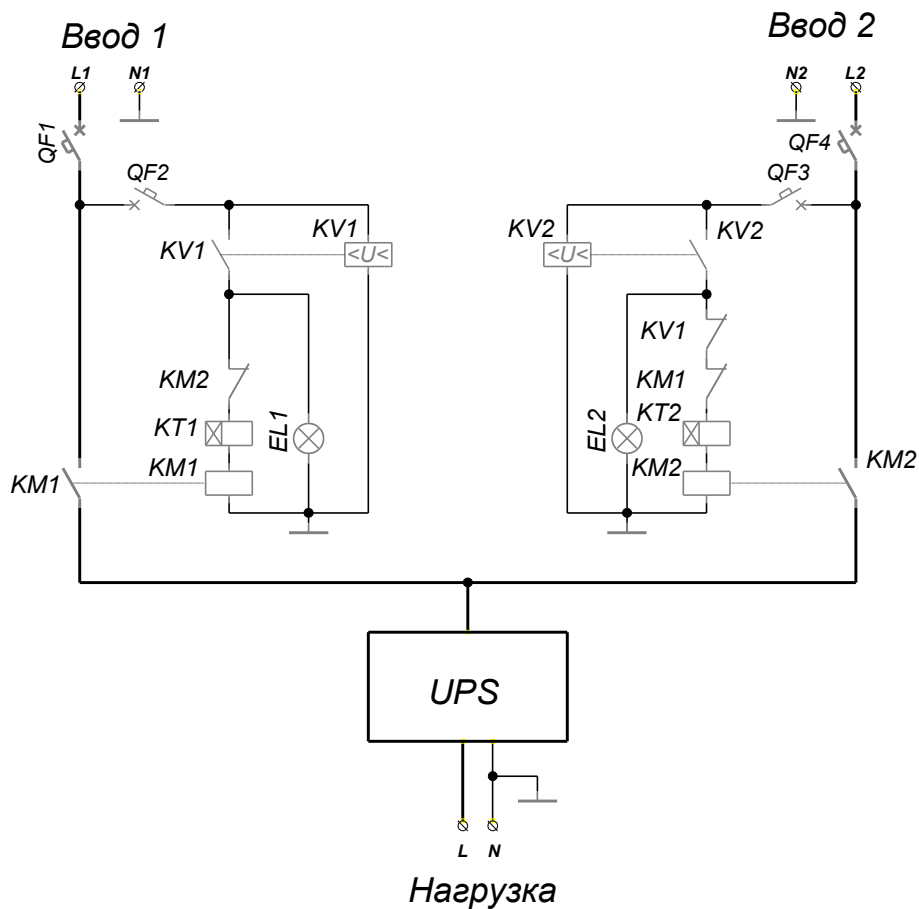 Ввод 1
Ввод 2
L1
N1
N2
L2
QF1
QF2
QF3
QF4
KV1
KV1
<U<
KV2
<U<
KV2
KV1
KM2
KM1
KT1
EL1
EL2
KT2
KM1
KM1
KM2
KM2
UPS
L
N
Нагрузка